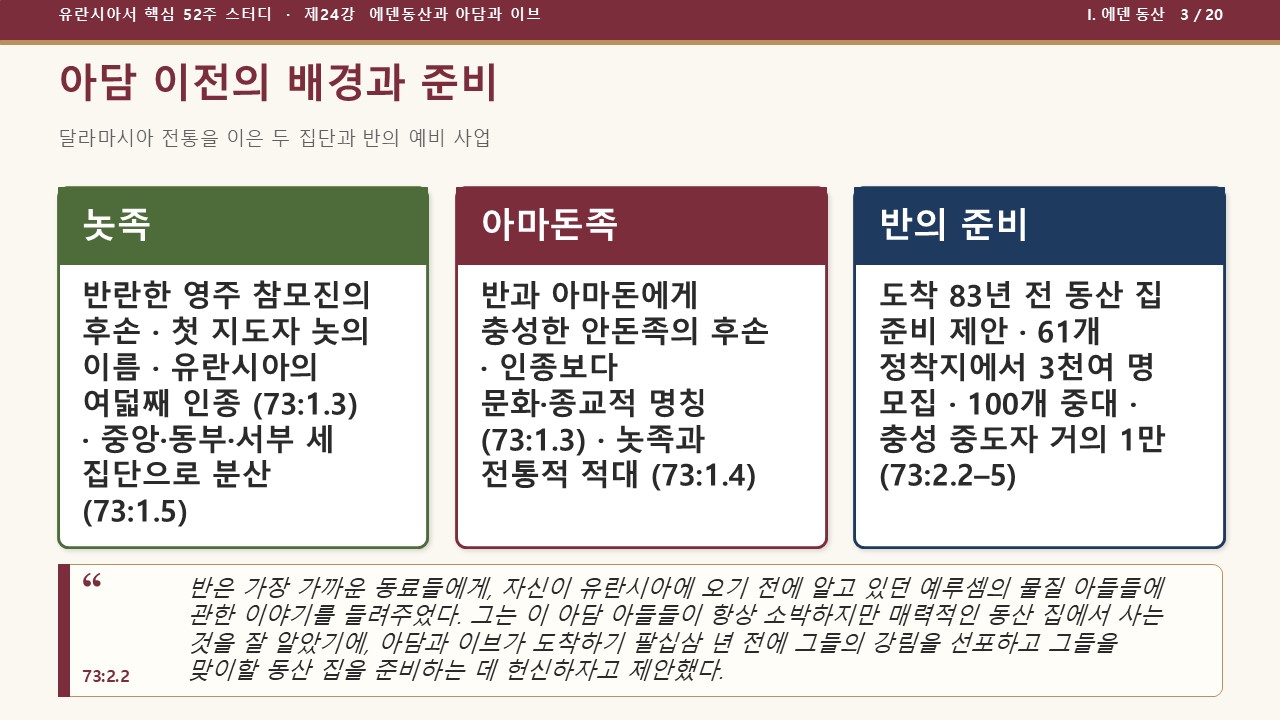 유란시아서 핵심 52주 스터디 · 제24강 에덴동산과 아담과 이브
I. 에덴 동산 3 / 20
아담 이전의 배경과 준비
달라마시아 전통을 이은 두 집단과 반의 예비 사업
놋족
반란한 영주 참모진의
후손 · 첫 지도자 놋의
이름 · 유란시아의
여덟째 인종 (73:1.3)
· 중앙·동부·서부 세
집단으로 분산
(73:1.5)
아마돈족
반과 아마돈에게
충성한 안돈족의 후손
· 인종보다
문화·종교적 명칭
(73:1.3) · 놋족과
전통적 적대 (73:1.4)
반의 준비
도착 83년 전 동산 집
준비 제안 · 61개
정착지에서 3천여 명
모집 · 100개 중대 ·
충성 중도자 거의 1만
(73:2.2–5)
“
73:2.2
반은 가장 가까운 동료들에게, 자신이 유란시아에 오기 전에 알고 있던 예루셈의 물질 아들들에
관한 이야기를 들려주었다. 그는 이 아담 아들들이 항상 소박하지만 매력적인 동산 집에서 사는
것을 잘 알았기에, 아담과 이브가 도착하기 팔십삼 년 전에 그들의 강림을 선포하고 그들을
맞이할 동산 집을 준비하는 데 헌신하자고 제안했다.